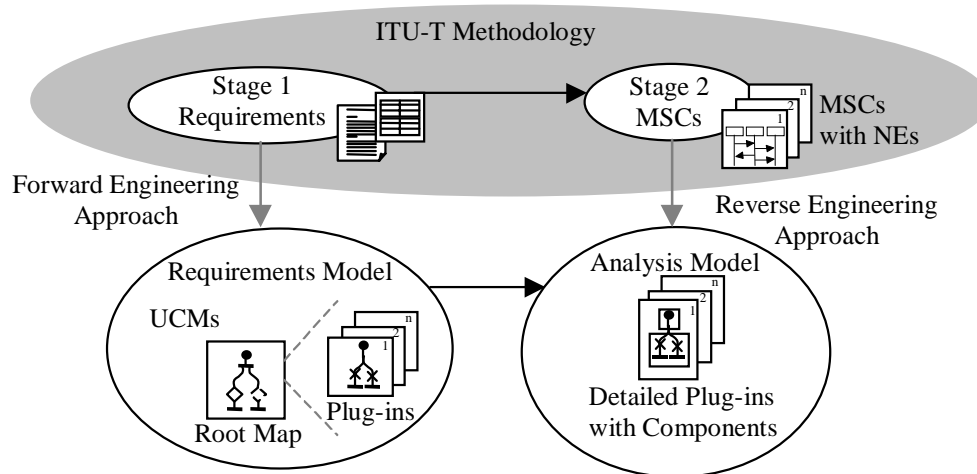 ITU-T Methodology
Stage 1
Requirements
Stage 2
MSCs
n
2
1
MSCs
with NEs
Forward Engineering
Approach
Reverse Engineering
Approach
Requirements Model
UCMs
n
2
1
Root Map
Plug-ins
Analysis Model
n
2
1
Detailed Plug-ins
with Components